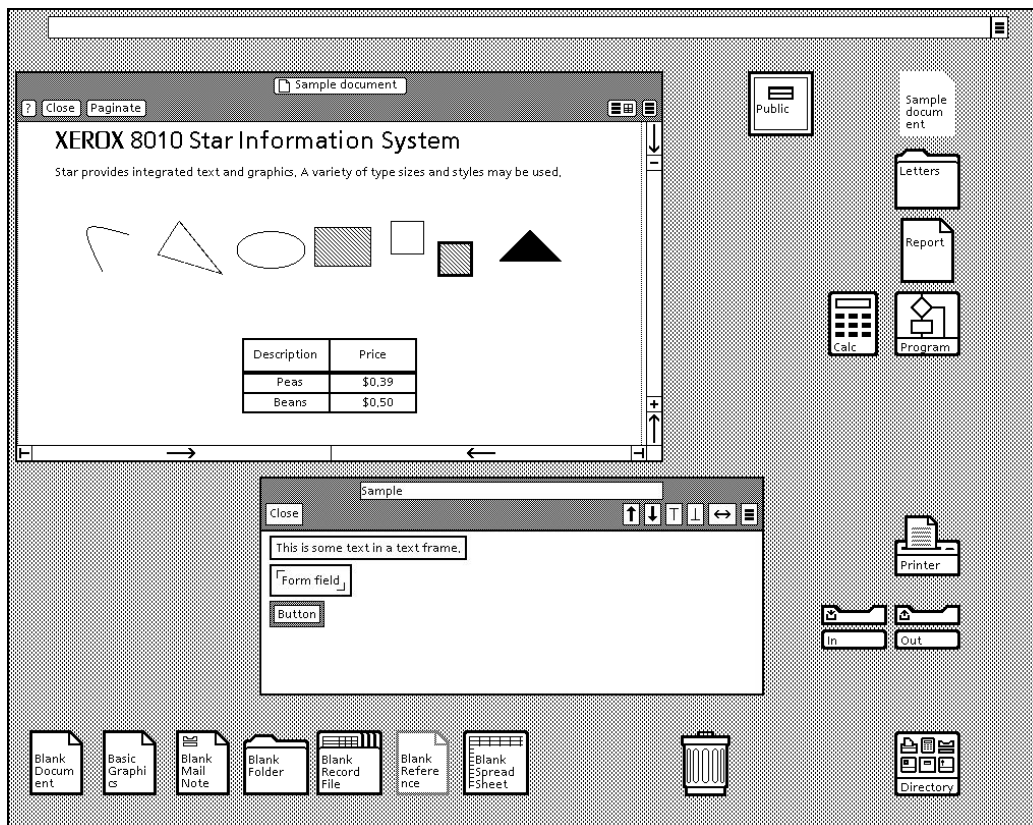 Sample document
? Close Paginate
XEROX 8010 Star Information System
Star provides integrated text and graphics. A variety of type sizes and styles may be used.
Description Price
Peas $0.39
Beans $0.50
Public
Sample
docum
ent
Letters
Report
Calc
Program
Sample
Close
This is some text in a text frame.
Form field
Button
Printer
In
Out
Blank
Docum
ent
Basic
Graphi
cs
Blank
Mail
Note
Blank
Folder
Blank
Record
File
Blank
Refere
nce
Blank
Spread
Sheet
Directory